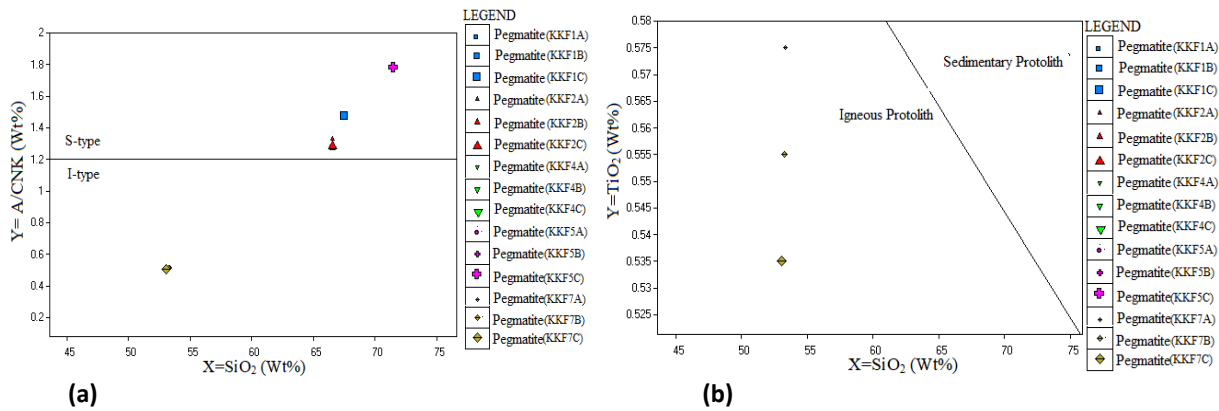 LEGEND
Pegmatite(KKF1A)
Pegmatite(KKF1B)
Pegmatite(KKF1C)
Pegmatite(KKF2A)
Pegmatite(KKF2B)
Pegmatite(KKF2C)
Pegmatite(KKF4A)
Pegmatite(KKF4B)
Pegmatite(KKF4C)
Pegmatite(KKF5A)
Pegmatite(KKF5B)
Pegmatite(KKF5C)
Pegmatite(KKF7A)
Pegmatite(KKF7B)
Pegmatite(KKF7C)
Y= A/CNK (Wt%)
2
1.8
1.6
1.4
1.2
1
0.8
0.6
0.4
0.2
S-type
I-type
45
50
55
60
65
70
75
X=SiO₂ (Wt%)
(a)
LEGEND
Pegmatite(KKF1A)
Pegmatite(KKF1B)
Pegmatite(KKF1C)
Pegmatite(KKF2A)
Pegmatite(KKF2B)
Pegmatite(KKF2C)
Pegmatite(KKF4A)
Pegmatite(KKF4B)
Pegmatite(KKF4C)
Pegmatite(KKF5A)
Pegmatite(KKF5B)
Pegmatite(KKF5C)
Pegmatite(KKF7A)
Pegmatite(KKF7B)
Pegmatite(KKF7C)
Y=TiO₂ (Wt%)
0.58
0.575
0.57
0.565
0.56
0.555
0.55
0.545
0.54
0.535
0.53
0.525
Sedimentary Protolith
Igneous Protolith
45
50
55
60
65
70
75
X=SiO₂ (Wt%)
(b)